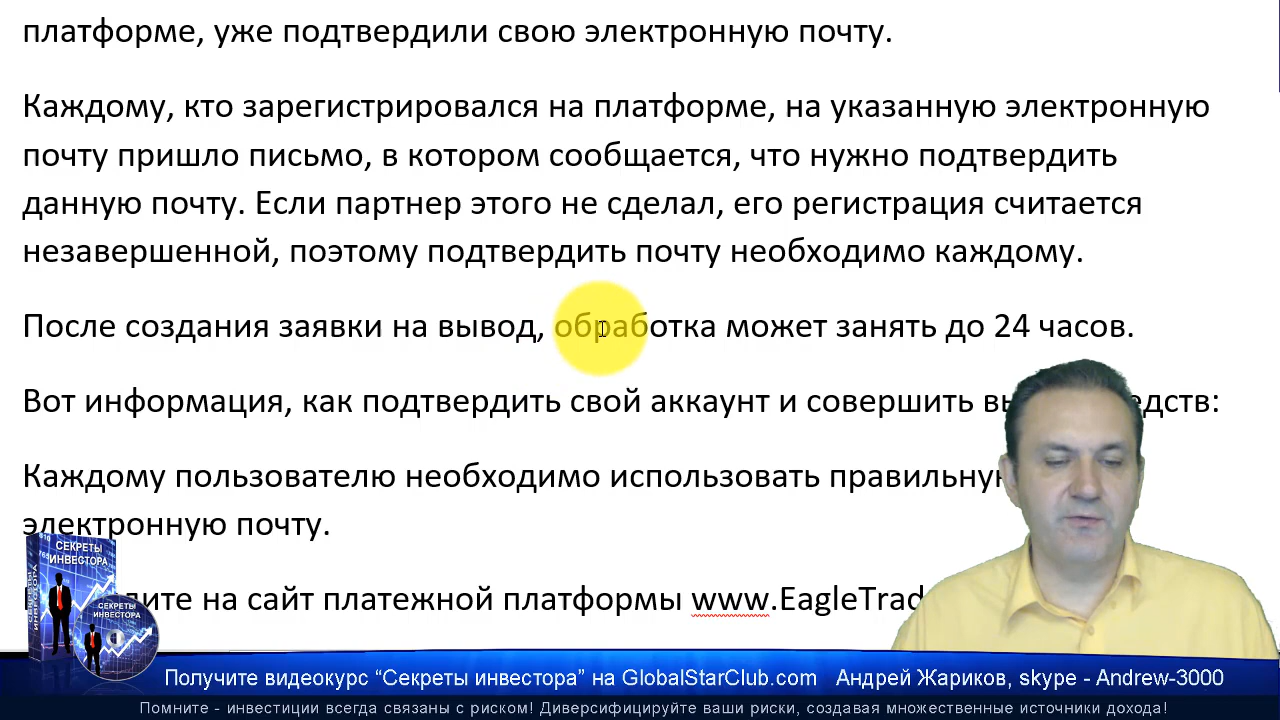 платформе, уже подтвердили свою электронную почту.
Каждому, кто зарегистрировался на платформе, на указанную электронную
почту пришло письмо, в котором сообщается, что нужно подтвердить
данную почту. Если партнер этого не сделал, его регистрация считается
незавершенной, поэтому подтвердить почту необходимо каждому.
После создания заявки на вывод, обработка может занять до 24 часов.
Вот информация, как подтвердить свой аккаунт и совершить
Каждому пользователю необходимо использовать
электронную почту.
на сайт платежной платформы
СЕКРЕТЫ
ИНВЕСТОРА
СЕКРЕТЫ
ИНВЕСТОРА
СЕКРЕТЫ
ИНВЕСТОРА
Получите видеокурс “Секреты инвестора” на GlobalStarClub.com Андрей Жариков, skype - Andrew-3000
Помните - инвестиции всегда связаны с риском! Диверсифицируйте ваши риски, создавая множественные источники дохода!